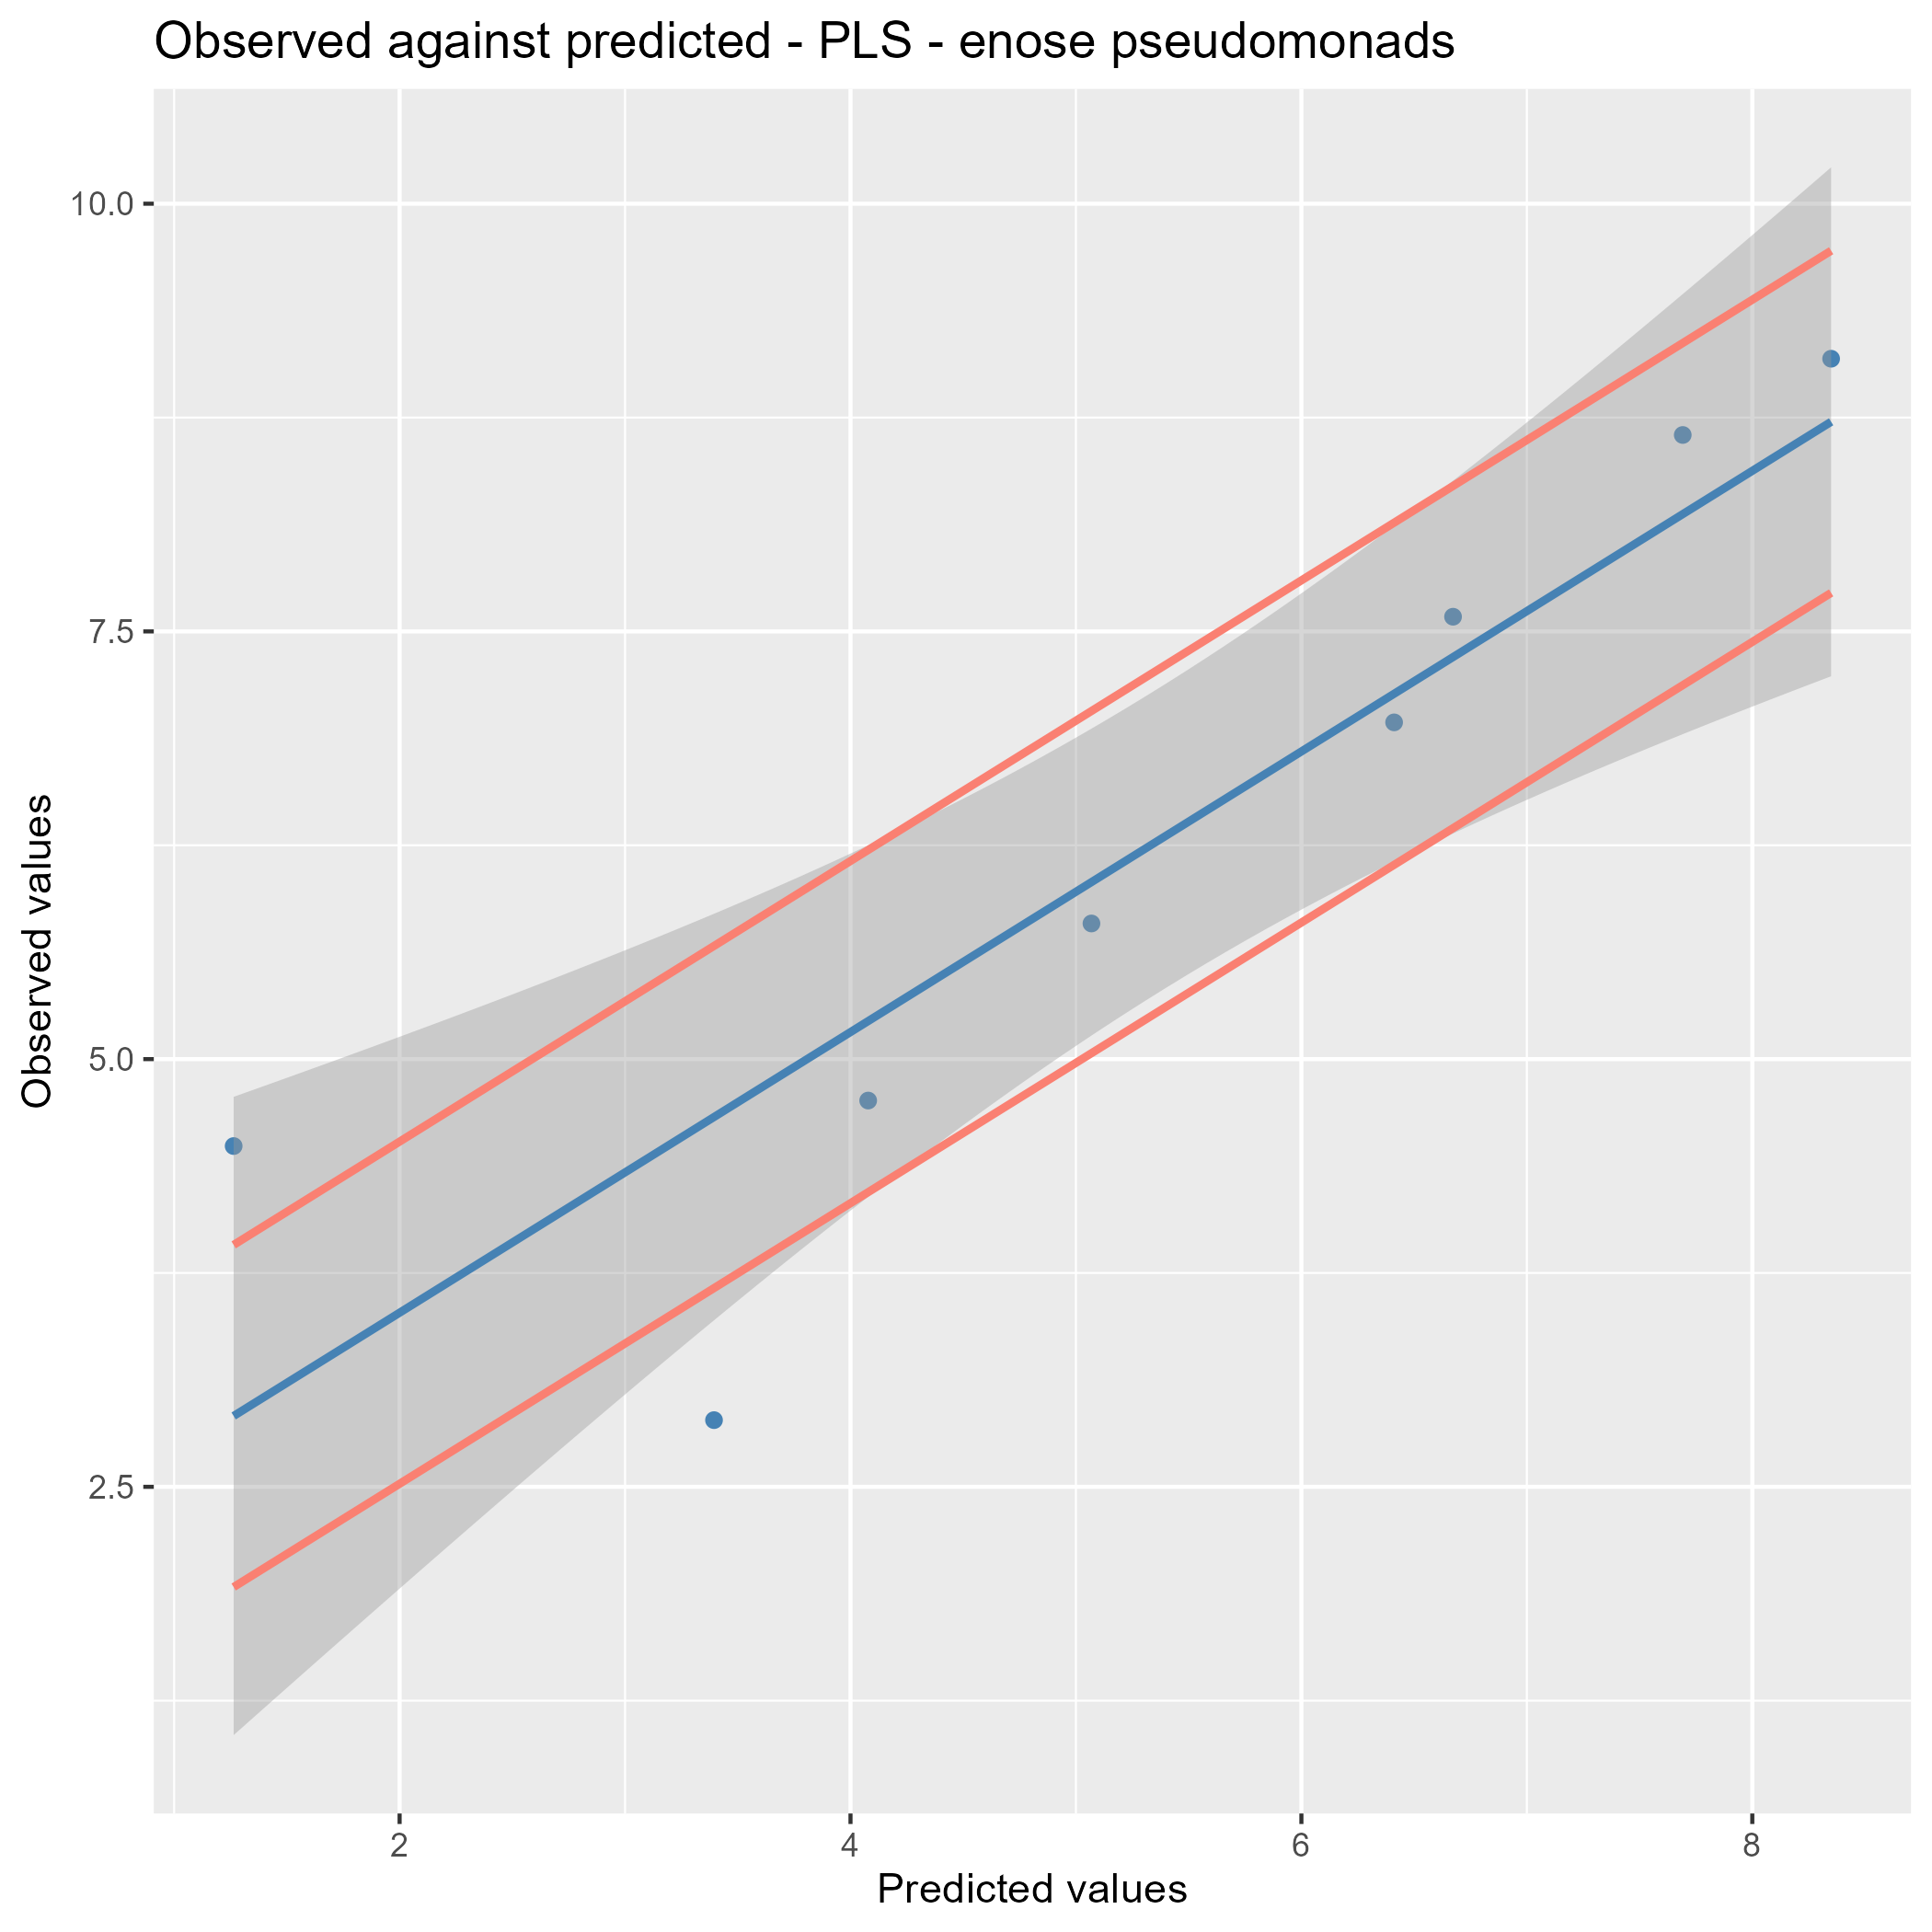 Observed against predicted - PLS - enose pseudomonads
Observed values
10.0
7.5
5.0
2.5
2
4
6
8
Predicted values